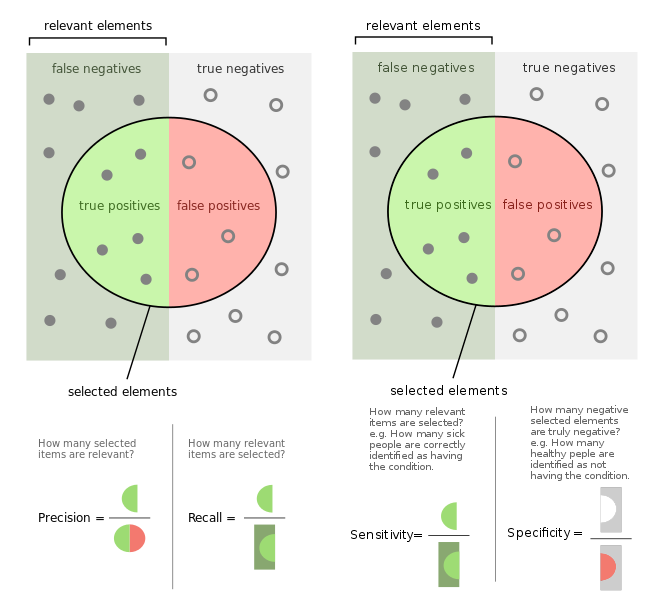 relevant elements
false negatives
true negatives
true positives
false positives
selected elements
How many selected
items are relevant?
Precision =
How many relevant
items are selected?
Recall =
relevant elements
false negatives
true negatives
true positives
false positives
selected elements
How many relevant
items are selected?
e.g. How many sick
people are correctly
identified as having
the condition.
Sensitivity=
How many negative
selected elements
are truly negative?
e.g. How many
healthy peple are
identified as not
having the condition.
Specificity =